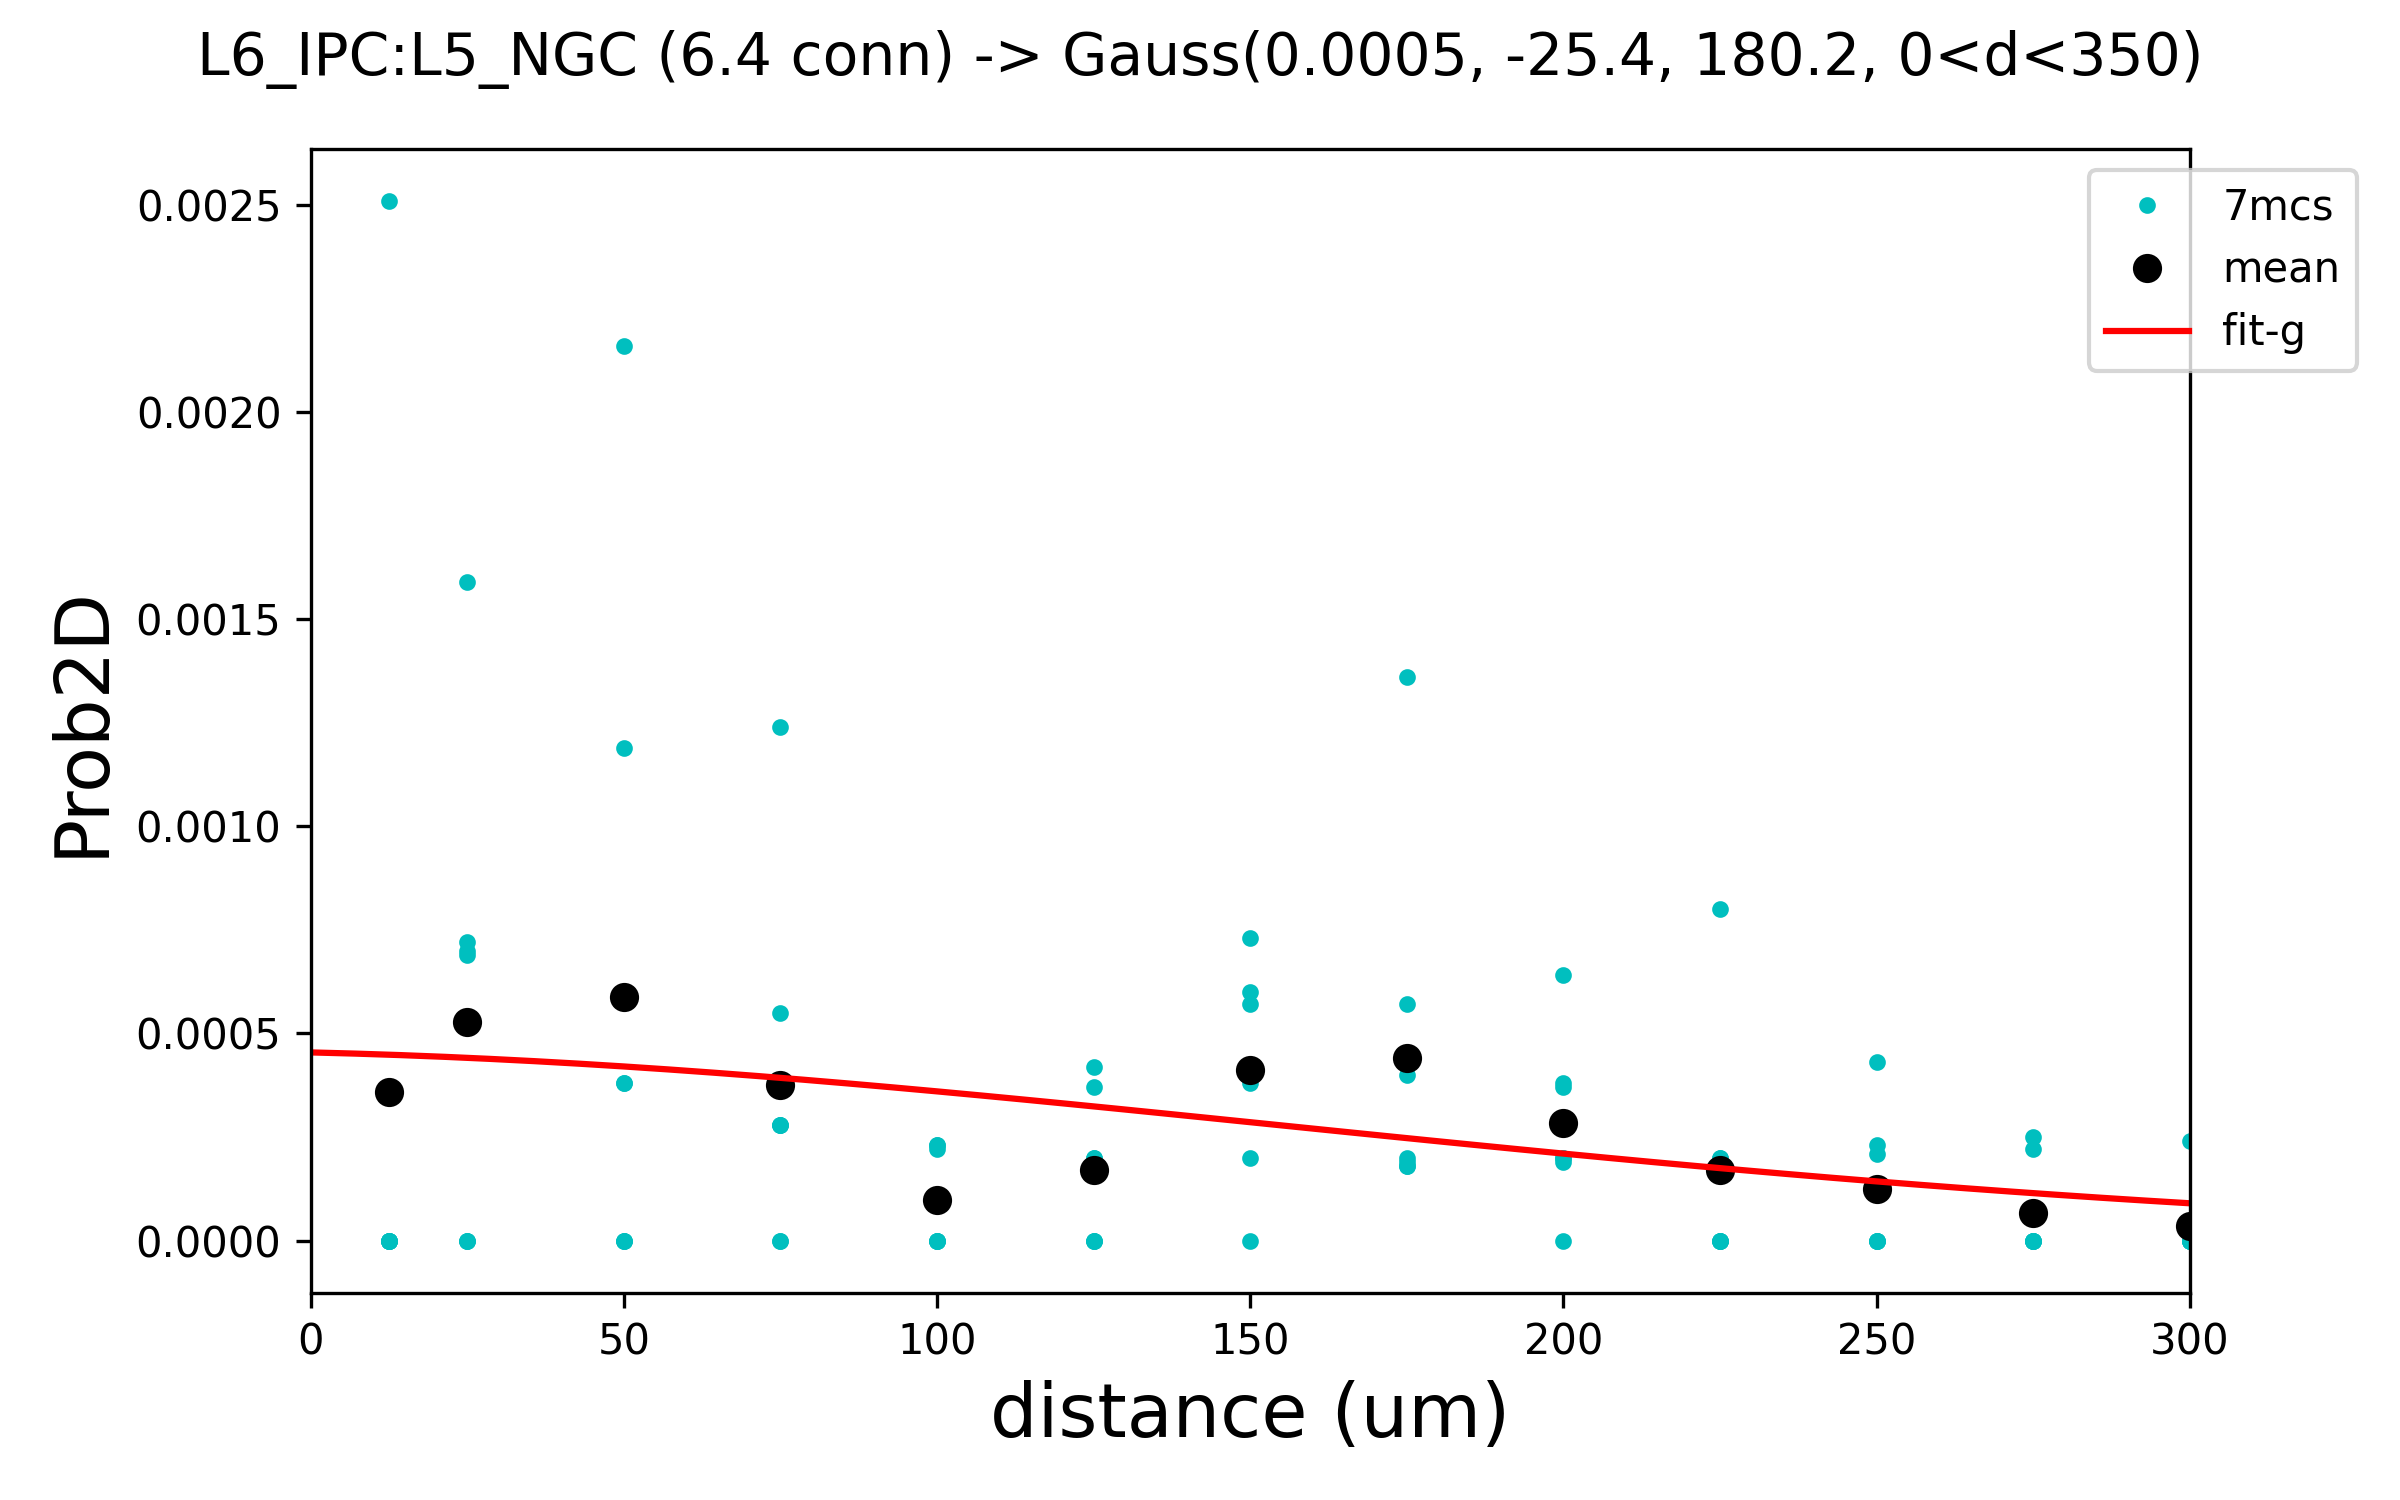 L6_IPC:L5_NGC (6.4 conn) -> Gauss(0.0005, -25.4, 180.2, 0<d<350)
7mcs
mean
fit-g
Prob2D
0.0025
0.0020
0.0015
0.0010
0.0005
0.0000
0 50 100 150 200 250 300
distance (um)